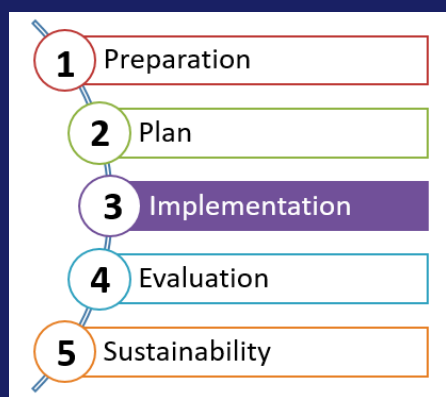 1 Preparation
2 Plan
3 Implementation
4 Evaluation
5 Sustainability